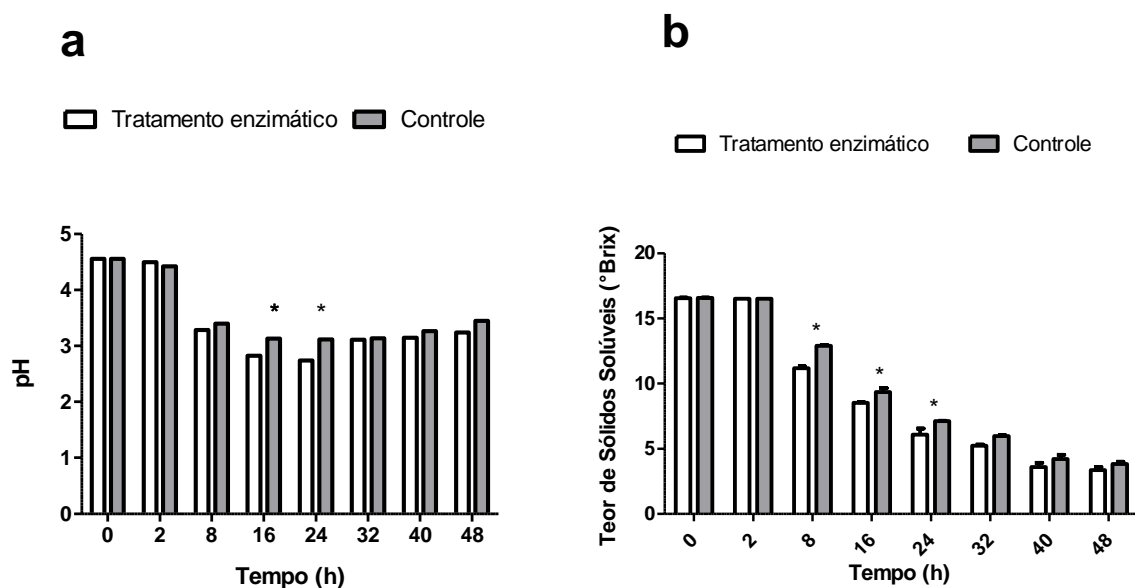 a
Tratamento enzimático Controle
pH
5
4
3
2
1
0
* *
0 2 8 16 24 32 40 48
Tempo (h)
b
Tratamento enzimático Controle
Teor de Sólidos Solúveis (°Brix)
20
15
10
5
0
* * *
0 2 8 16 24 32 40 48
Tempo (h)